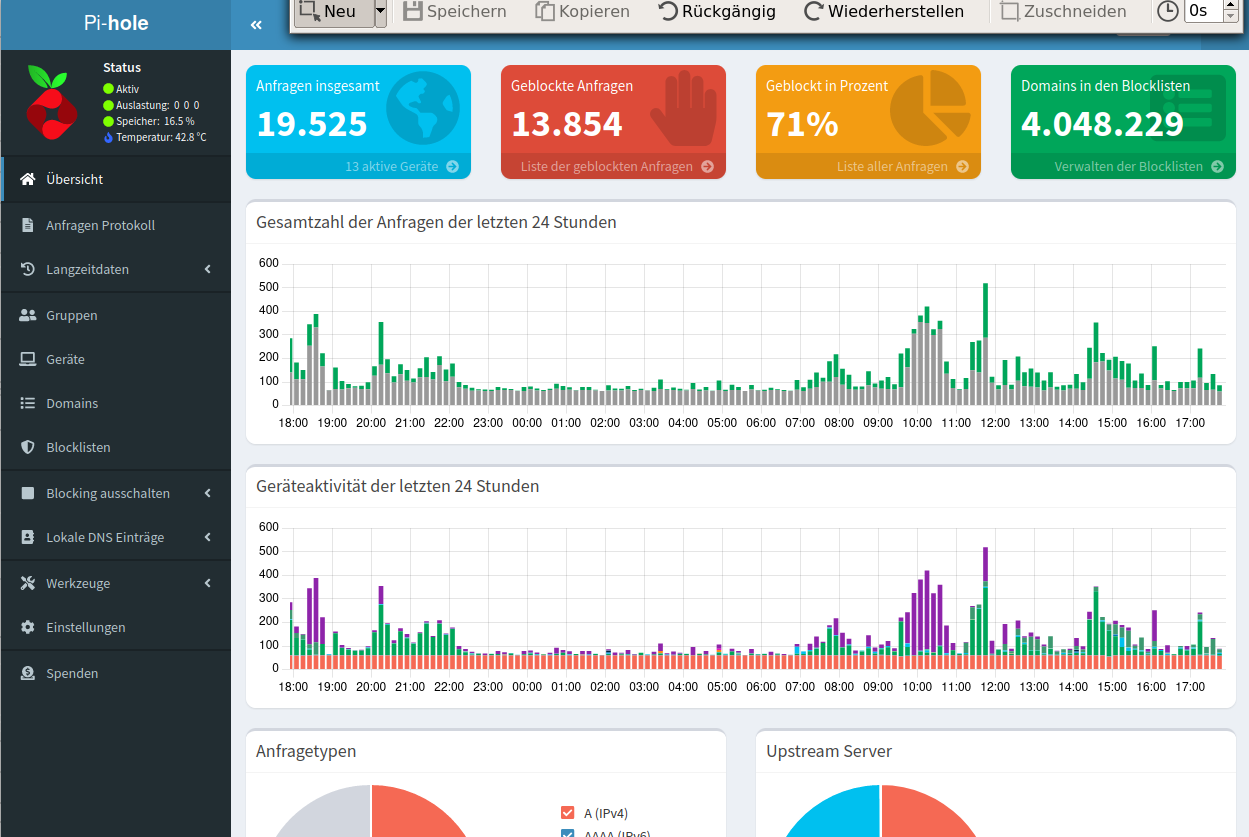 Neu Speichern Kopieren Rückgängig Wiederherstellen Zuschneiden 0s
Pi-hole «
Status
Aktiv
Auslastung: 0 0 0
Speicher: 16.5 %
Temperatur: 42.8 °C
Übersicht
Anfragen Protokoll
Langzeitdaten
Gruppen
Geräte
Domains
Blocklisten
Blocking ausschalten
Lokale DNS Einträge
Werkzeuge
Einstellungen
Spenden
Anfragen insgesamt
19.525
13 aktive Geräte
Geblockte Anfragen
13.854
Liste der geblockten Anfragen
Geblockt in Prozent
71%
Liste aller Anfragen
Domains in den Blocklisten
4.048.229
Verwalten der Blocklisten
Gesamtzahl der Anfragen der letzten 24 Stunden
600
500
400
300
200
100
0
18:00 19:00 20:00 21:00 22:00 23:00 00:00 01:00 02:00 03:00 04:00 05:00 06:00 07:00 08:00 09:00 10:00 11:00 12:00 13:00 14:00 15:00 16:00 17:00
Geräteaktivität der letzten 24 Stunden
600
500
400
300
200
100
0
18:00 19:00 20:00 21:00 22:00 23:00 00:00 01:00 02:00 03:00 04:00 05:00 06:00 07:00 08:00 09:00 10:00 11:00 12:00 13:00 14:00 15:00 16:00 17:00
Anfragetypen
A (IPv4)
AAAA (IPv6)
Upstream Server